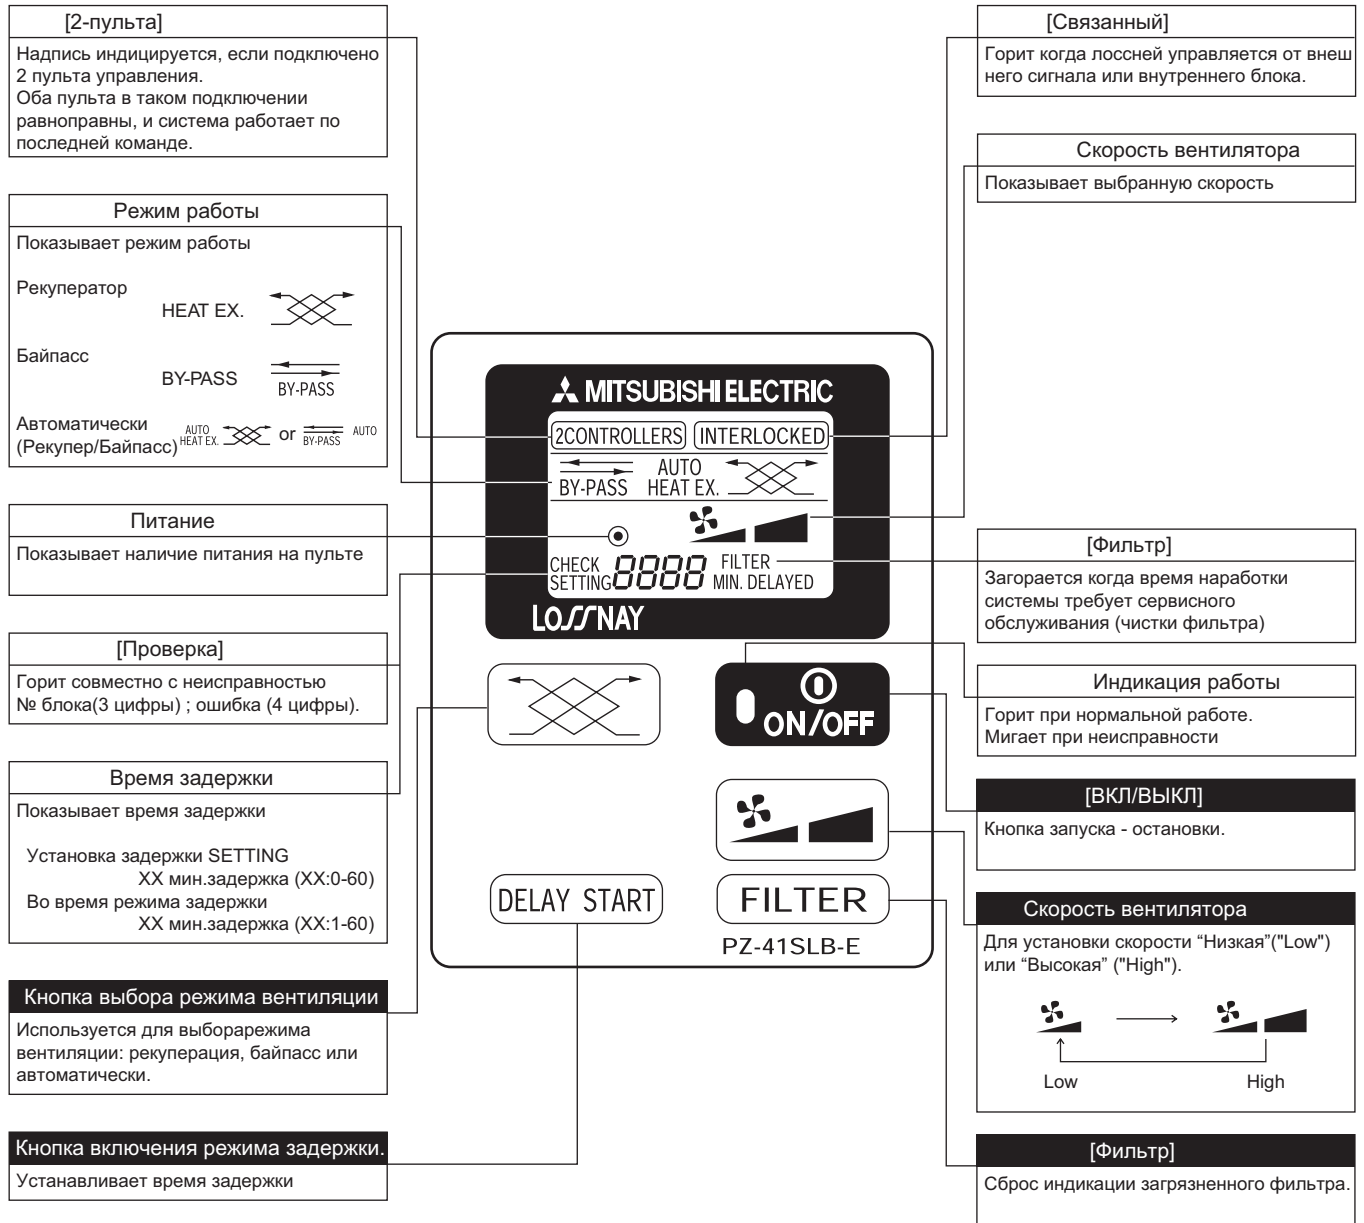 [2-пульта]
Надпись индицируется, если подключено
2 пульта управления.
Оба пульта в таком подключении
равноправны, и система работает по
последней команде.
Режим работы
Показывает режим работы
Рекуператор
HEAT EX.
Байпасс
BY-PASS
BY-PASS
Автоматически
(Рекупер/Байпасс)
AUTO
HEAT EX.
or
BY-PASS
AUTO
Питание
Показывает наличие питания на пульте
[Проверка]
Горит совместно с неисправностью
№ блока(3 цифры) ; ошибка (4 цифры).
Время задержки
Показывает время задержки
Установка задержки SETTING
XX мин.задержка (XX:0-60)
Во время режима задержки
XX мин.задержка (XX:1-60)
Кнопка выбора режима вентиляции
Используется для выборарежима
вентиляции: рекуперация, байпасс или
автоматически.
Кнопка включения режима задержки.
Устанавливает время задержки
MITSUBISHI ELECTRIC
2CONTROLLERS INTERLOCKED
BY-PASS
AUTO
HEAT EX.
CHECK
SETTING
8888
FILTER
MIN. DELAYED
LOSSNAY
ON/OFF
DELAY START
FILTER
PZ-41SLB-E
[Связанный]
Горит когда лоссней управляется от внеш
него сигнала или внутреннего блока.
Скорость вентилятора
Показывает выбранную скорость
[Фильтр]
Загорается когда время наработки
системы требует сервисного
обслуживания (чистки фильтра)
Индикация работы
Горит при нормальной работе.
Мигает при неисправности
[ВКЛ/ВЫКЛ]
Кнопка запуска - остановки.
Скорость вентилятора
Для установки скорости “Низкая”("Low")
или “Высокая” ("High").
Low High
[Фильтр]
Сброс индикации загрязненного фильтра.